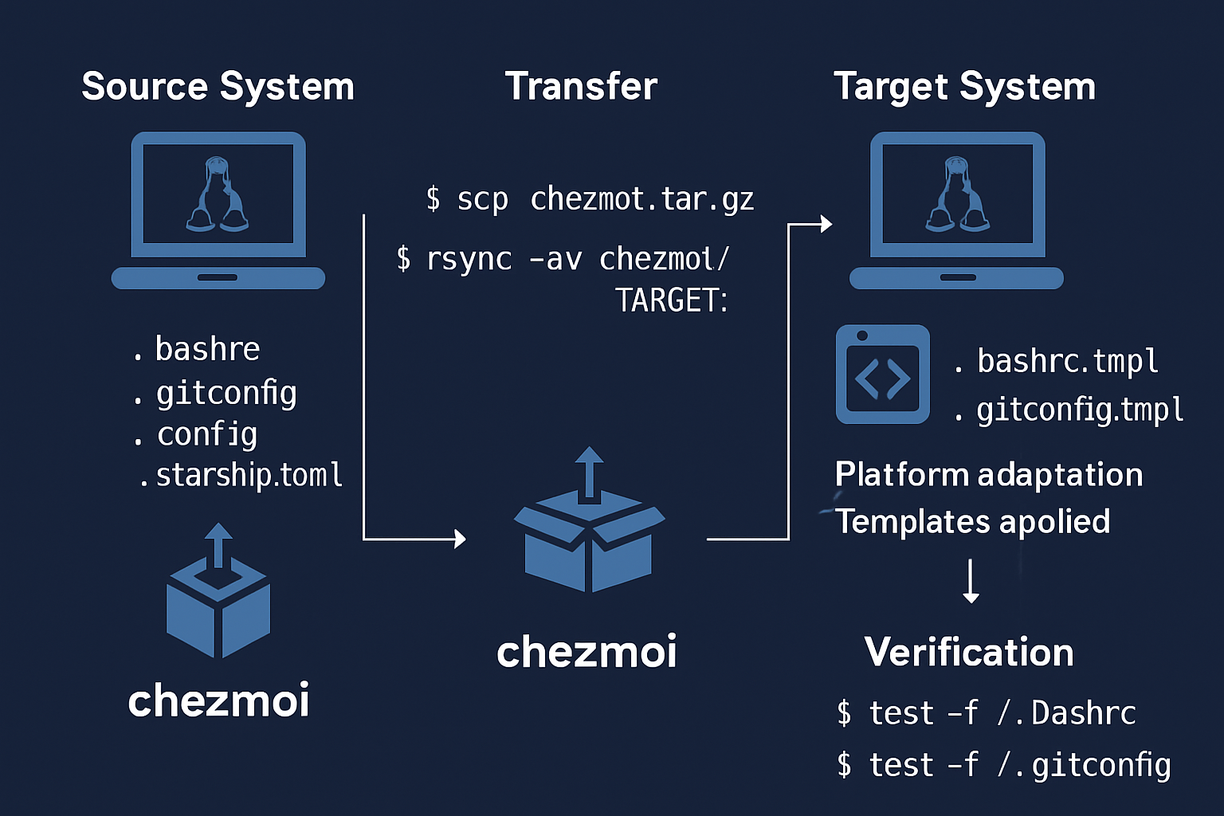 Source System
. bashre
. gitconfig
. config
. starship.toml
chezmoi
Transfer
$ scp chezmot.tar.gz
$ rsync -av chezmol/
TARGET:
chezmoi
Target System
. bashrc.tmpl
. gitconfig.tmpl
Platform adaptation
Templates apolied
Verification
$ test -f /.Dashrc
$ test -f /.gitconfig